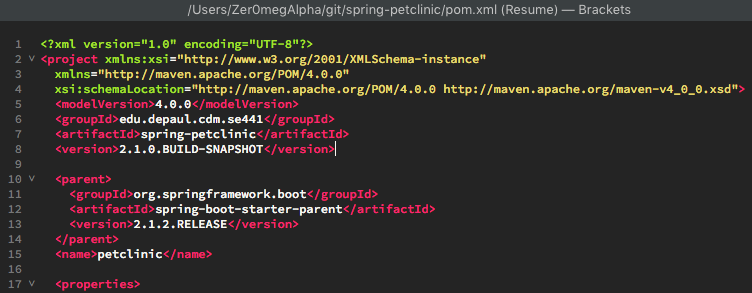 /Users/Zer0megAlpha/git/spring-petclinic/pom.xml (Resume) — Brackets
1 <?xml version="1.0" encoding="UTF-8"?>
2 <project xmlns:xsi="http://www.w3.org/2001/XMLSchema-instance"
3 xmlns="http://maven.apache.org/POM/4.0.0"
4 xsi:schemaLocation="http://maven.apache.org/POM/4.0.0 http://maven.apache.org/maven-v4_0_0.xsd">
5 <modelVersion>4.0.0</modelVersion>
6 <groupId>edu.depaul.cdm.se441</groupId>
7 <artifactId>spring-petclinic</artifactId>
8 <version>2.1.0.BUILD-SNAPSHOT</version>
9
10 <parent>
11 <groupId>org.springframework.boot</groupId>
12 <artifactId>spring-boot-starter-parent</artifactId>
13 <version>2.1.2.RELEASE</version>
14 </parent>
15 <name>petclinic</name>
16
17 <properties>